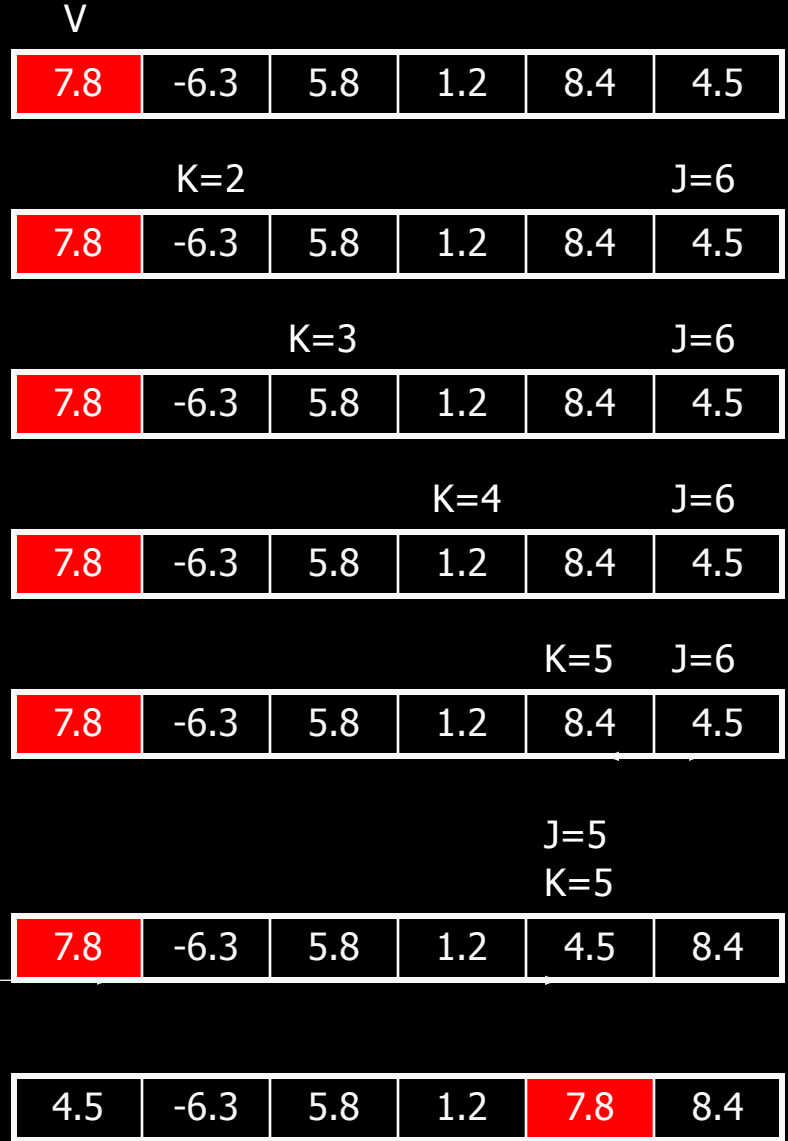 V
7.8 -6.3 5.8 1.2 8.4 4.5
K=2 J=6
7.8 -6.3 5.8 1.2 8.4 4.5
K=3 J=6
7.8 -6.3 5.8 1.2 8.4 4.5
K=4 J=6
7.8 -6.3 5.8 1.2 8.4 4.5
K=5 J=6
7.8 -6.3 5.8 1.2 8.4 4.5
J=5
K=5
7.8 -6.3 5.8 1.2 4.5 8.4
4.5 -6.3 5.8 1.2 7.8 8.4